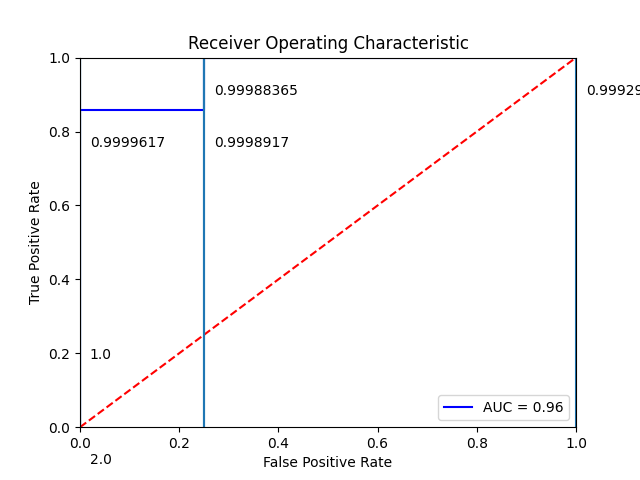 Receiver Operating Characteristic
1.0
0.99988365
0.99929
0.8
0.9999617
0.9998917
True Positive Rate
0.6
0.4
1.0
0.2
AUC = 0.96
0.0
0.0 0.2 0.4 0.6 0.8 1.0
2.0
False Positive Rate